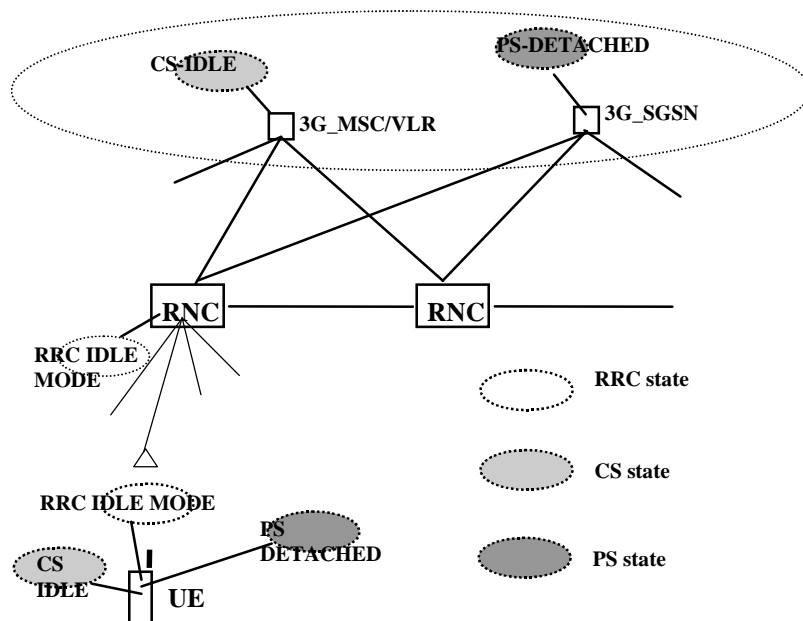 CS-IDLE
PS-DETACHED
3G_MSC/VLR
3G_SGSN
RNC
RNC
RRC IDLE
MODE
RRC state
CS state
RRC IDLE MODE
PS
DETACHED
CS
IDLE
UE
PS state